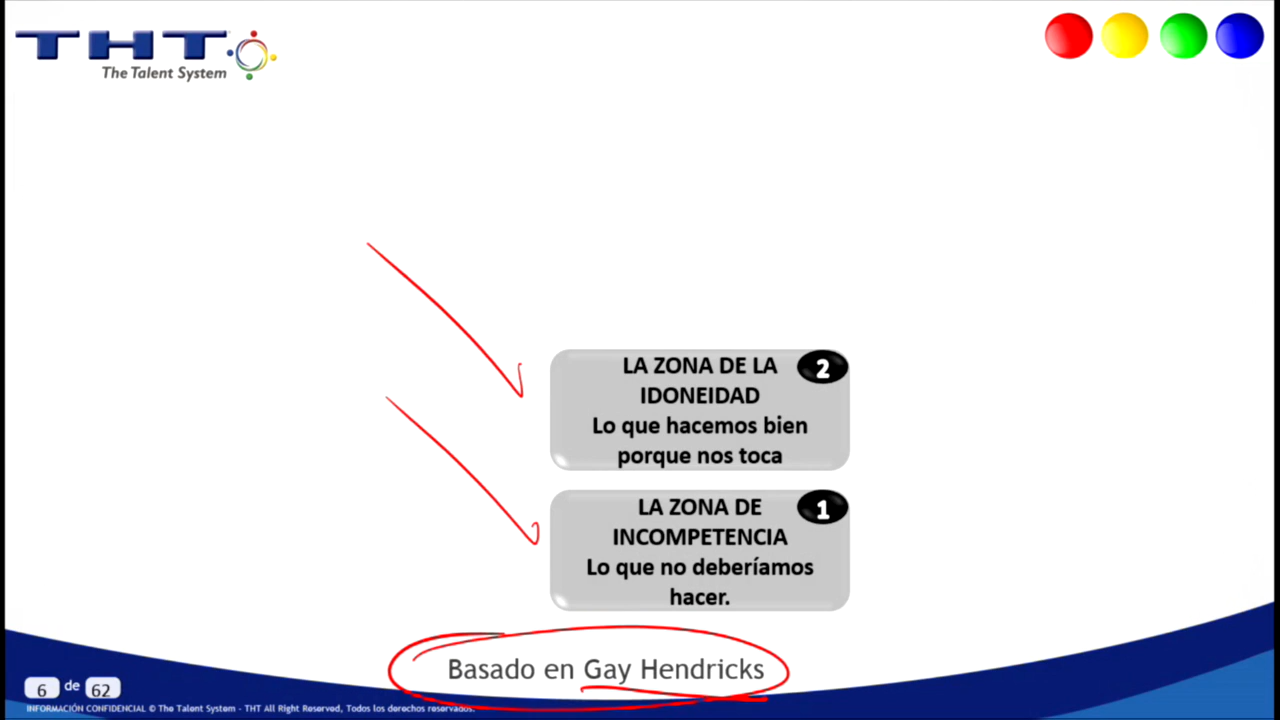 THT
The Talent System
LA ZONA DE LA
IDONEIDAD
Lo que hacemos bien
porque nos toca
2
LA ZONA DE
INCOMPETENCIA
Lo que no deberíamos
hacer.
1
Basado en Gay Hendricks
6 de 62
INFORMACIÓN CONFIDENCIAL © The Talent System - THT All Right Reserved, Todos los derechos reservados.